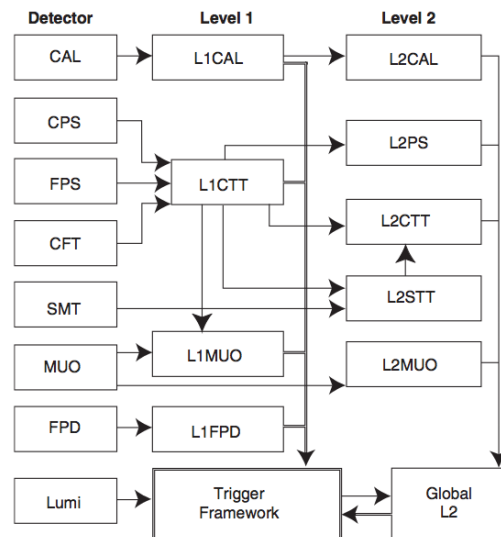 Detector Level 1 Level 2
CAL L1CAL L2CAL
CPS
L2PS
FPS L1CTT
CFT L2CTT
SMT L2STT
MUO L1MUO L2MUO
FPD L1FPD
Lumi
Trigger
Framework
Global
L2